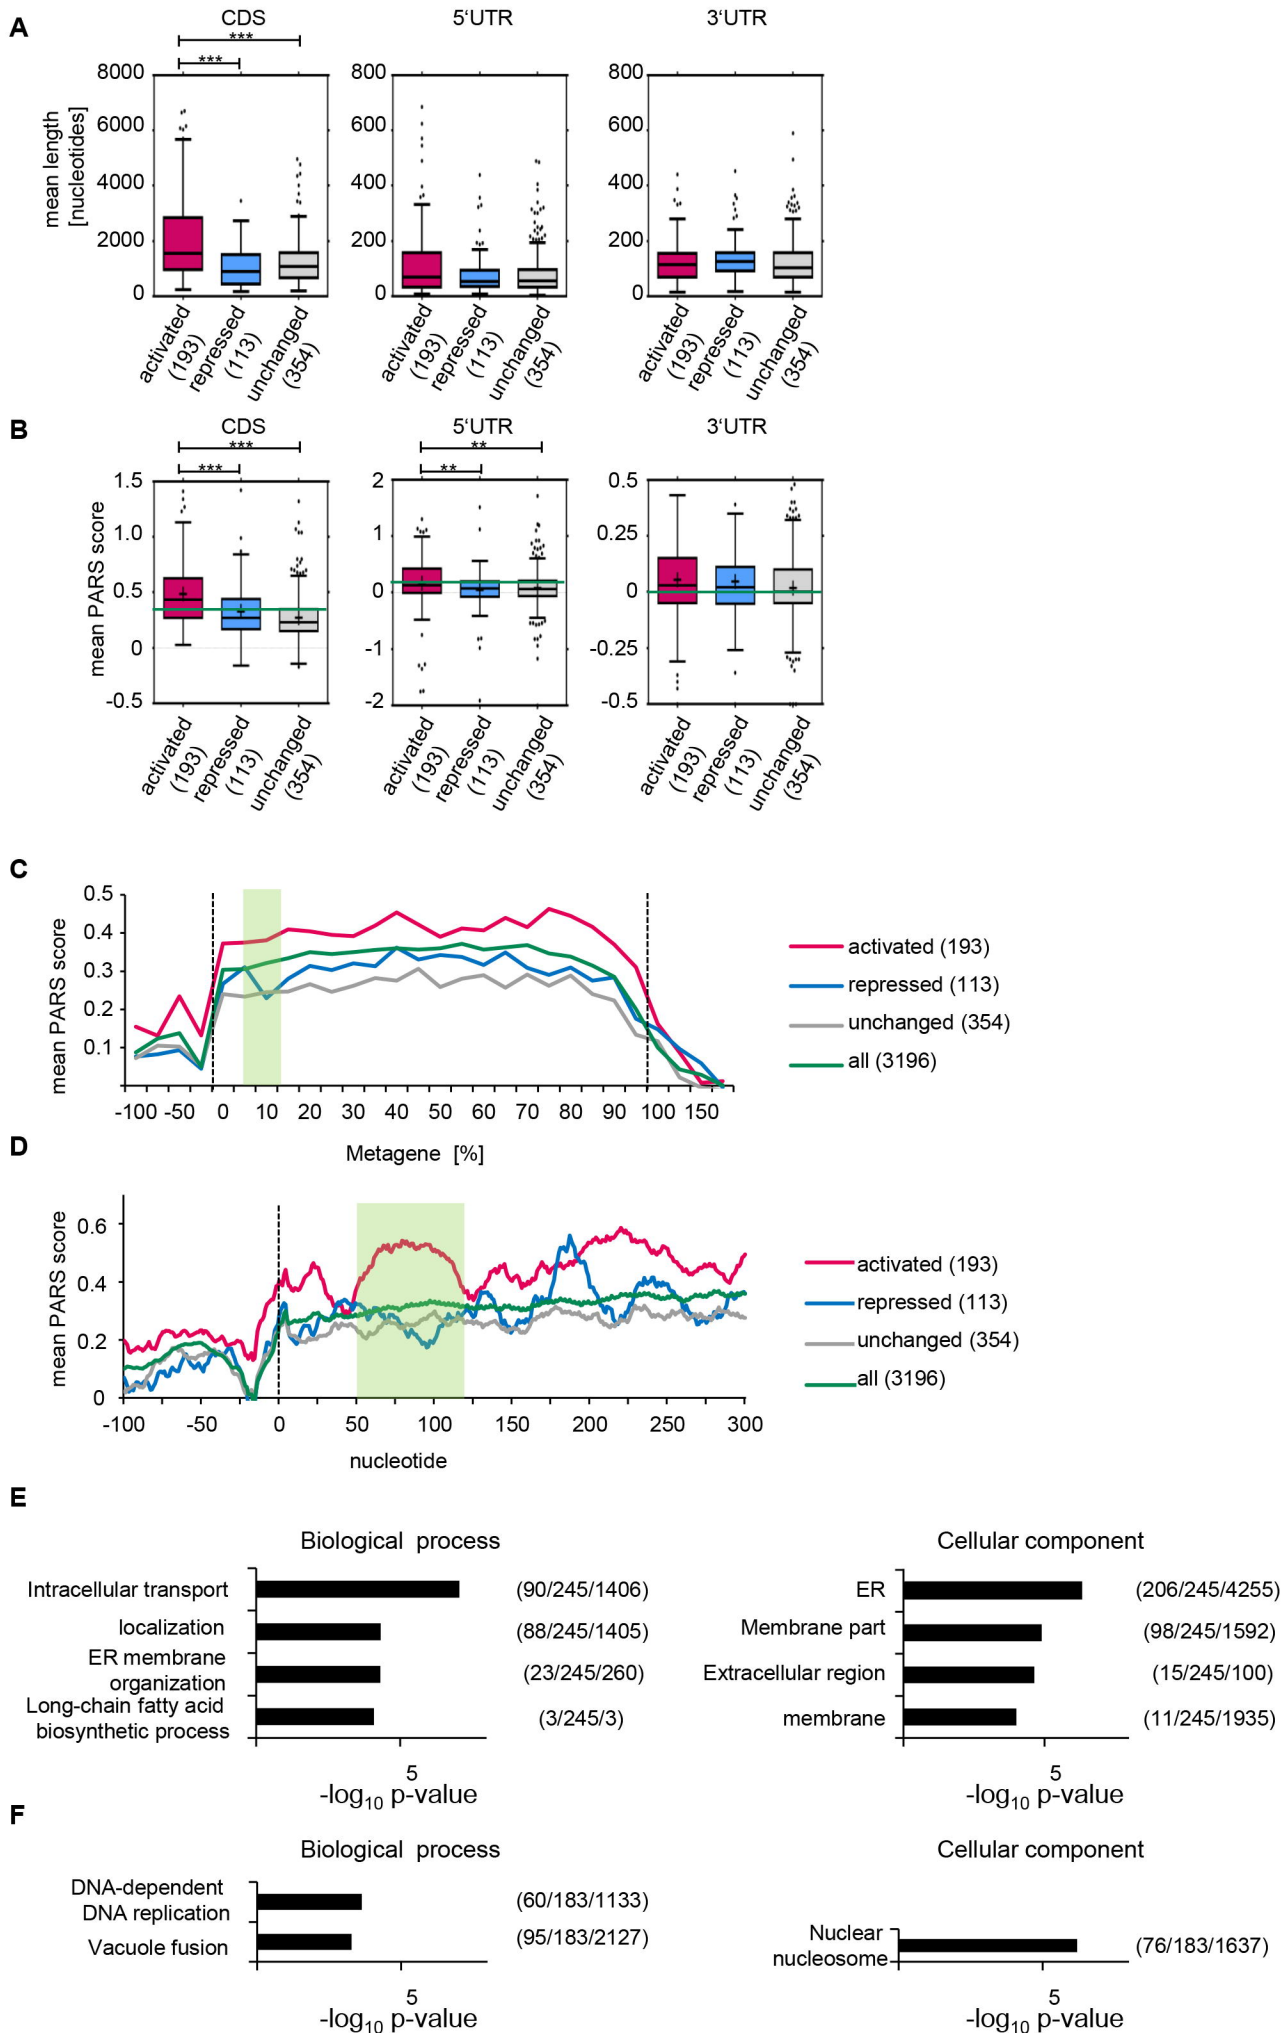 A
CDS
5‘UTR
3‘UTR
***
***
mean length
[nucleotides]
8000
6000
4000
2000
0
800
600
400
200
0
800
600
400
200
0
activated
(193)
repressed
(113)
unchanged
(354)
activated
(193)
repressed
(113)
unchanged
(354)
activated
(193)
repressed
(113)
unchanged
(354)
B
CDS
5‘UTR
3‘UTR
***
***
**
**
mean PARS score
1.5
1.0
0.5
0
-0.5
2
1
0
-1
-2
0.5
0.25
0
-0.25
-0.5
activated
(193)
repressed
(113)
unchanged
(354)
activated
(193)
repressed
(113)
unchanged
(354)
activated
(193)
repressed
(113)
unchanged
(354)
C
mean PARS score
0.5
0.4
0.3
0.2
0.1
-100 -50 0 10 20 30 40 50 60 70 80 90 100 150
Metagene [%]
activated (193)
repressed (113)
unchanged (354)
all (3196)
D
mean PARS score
0.6
0.4
0.2
0
-100 -50 0 50 100 150 200 250 300
nucleotide
activated (193)
repressed (113)
unchanged (354)
all (3196)
E
Biological process
Intracellular transport (90/245/1406)
localization (88/245/1405)
ER membrane
organization (23/245/260)
Long-chain fatty acid
biosynthetic process (3/245/3)
5
-log10 p-value
Cellular component
ER (206/245/4255)
Membrane part (98/245/1592)
Extracellular region (15/245/100)
membrane (11/245/1935)
5
-log10 p-value
F
Biological process
DNA-dependent
DNA replication (60/183/1133)
Vacuole fusion (95/183/2127)
5
-log10 p-value
Cellular component
Nuclear
nucleosome (76/183/1637)
5
-log10 p-value